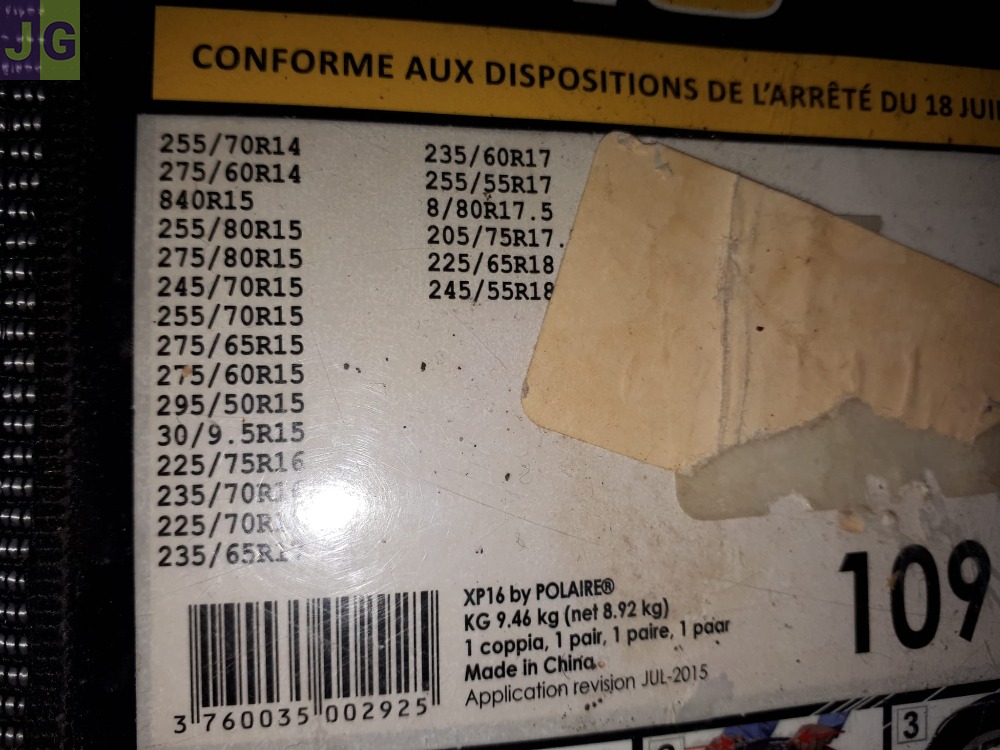 JG
CONFORME AUX DISPOSITIONS DE L'ARRÊTÉ DU 18
255/70R14
275/60R14
840R15
255/80R15
275/80R15
245/70R15
255/70R15
275/65R15
275/60R15
295/50R15
30/9.5R15
225/75R16
235/70R
225/70R
235/65R17
235/60R17
255/55R17
8/80R17.5
205/75R17.
225/65R18
245/55R18
109
XP16 by POLAIRE®
KG 9.46 kg (net 8.92 kg)
1 coppia, 1 pair, 1 paire, 1 paar
Made in China
Application revision JUL-2015
3 760035 002925
3